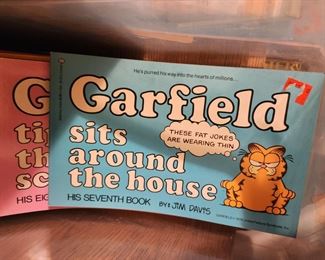 He's purred his way into the hearts of millions...
Garfield
sits
around
the house
THESE FAT JOKES
ARE WEARING THIN
HIS SEVENTH BOOK
BY: JIM DAVIS
Ga
ti
th
sc
HIS EIG